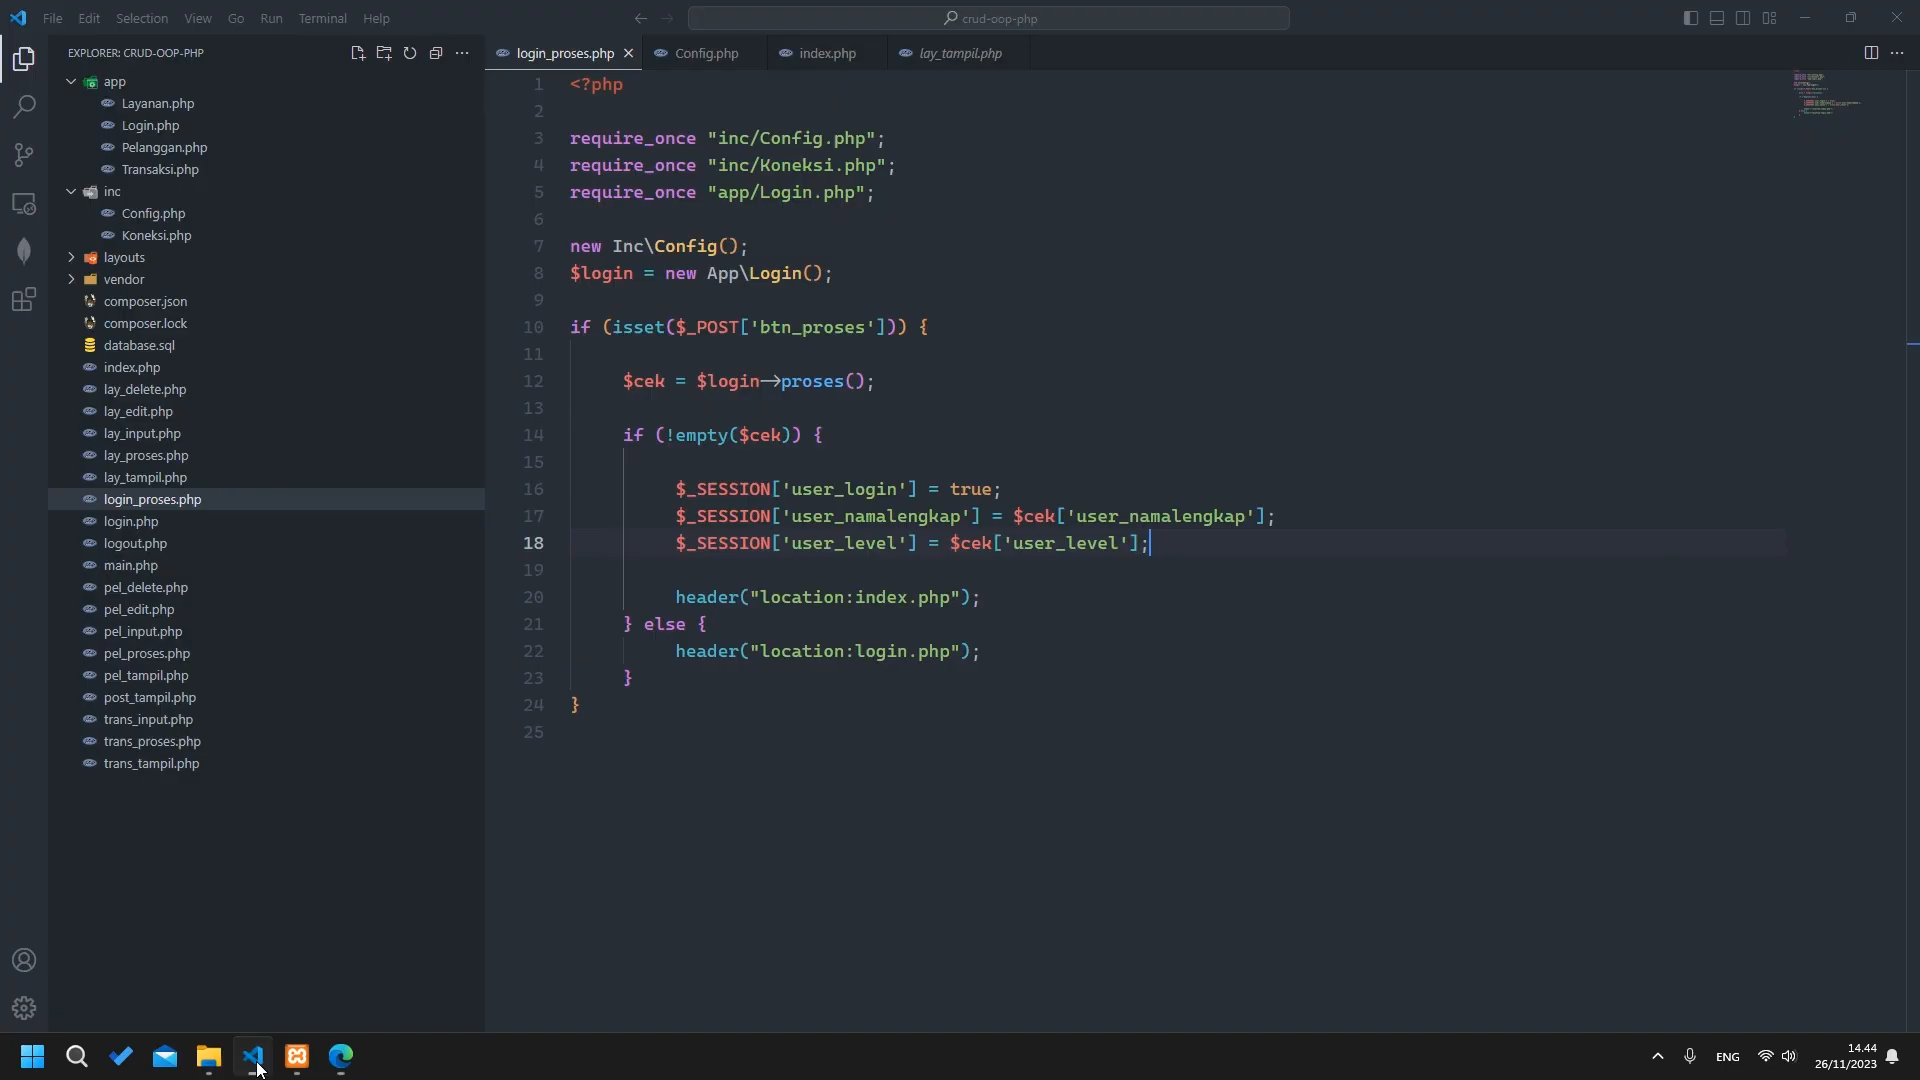 File Edit Selection View Go Run Terminal Help
crud-oop-php
EXPLORER: CRUD-OOP-PHP
app
Layanan.php
Login.php
Pelanggan.php
Transaksi.php
inc
Config.php
Koneksi.php
layouts
vendor
composer.json
composer.lock
database.sql
index.php
lay_delete.php
lay_edit.php
lay_input.php
lay_proses.php
lay_tampil.php
login_proses.php
login.php
logout.php
main.php
pel_delete.php
pel_edit.php
pel_input.php
pel_proses.php
pel_tampil.php
post_tampil.php
trans_input.php
trans_proses.php
trans_tampil.php
login_proses.php Config.php index.php lay_tampil.php
1 <?php
2
3 require_once "inc/Config.php";
4 require_once "inc/Koneksi.php";
5 require_once "app/Login.php";
6
7 new Inc\Config();
8 $login = new App\Login();
9
10 if (isset($_POST['btn_proses'])) {
11
12 $cek = $login->proses();
13
14 if (!empty($cek)) {
15
16 $_SESSION['user_login'] = true;
17 $_SESSION['user_namalengkap'] = $cek['user_namalengkap'];
18 $_SESSION['user_level'] = $cek['user_level'];
19
20 header("location:index.php");
21 } else {
22 header("location:login.php");
23 }
24 }
25
ENG
14.44
26/11/2023